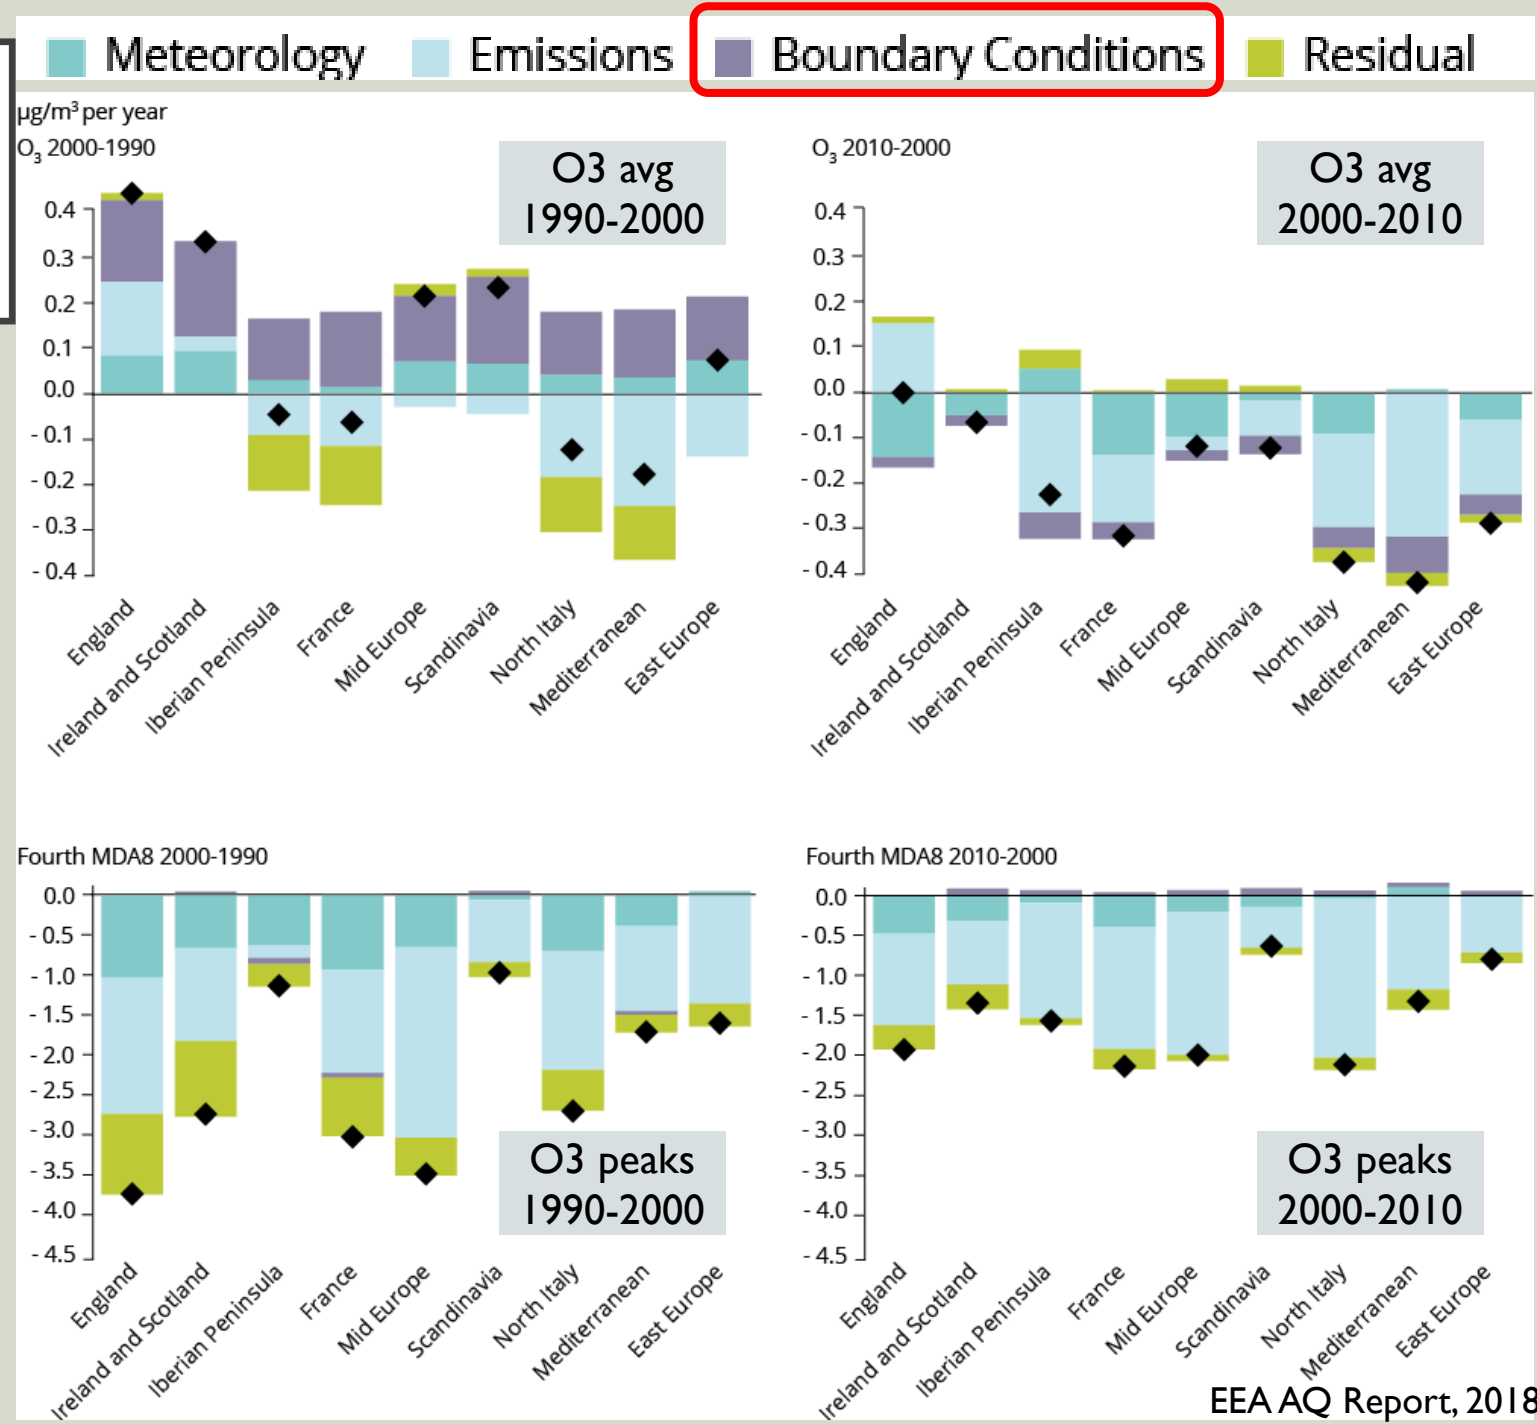 Meteorology Emissions Boundary Conditions Residual
µg/m³ per year
O₃ 2000-1990
O3 avg
1990-2000
0.4
0.3
0.2
0.1
0.0
- 0.1
- 0.2
- 0.3
- 0.4
England
Ireland and Scotland
Iberian Peninsula
France
Mid Europe
Scandinavia
North Italy
Mediterranean
East Europe
O₃ 2010-2000
O3 avg
2000-2010
0.4
0.3
0.2
0.1
0.0
- 0.1
- 0.2
- 0.3
- 0.4
England
Ireland and Scotland
Iberian Peninsula
France
Mid Europe
Scandinavia
North Italy
Mediterranean
East Europe
Fourth MDA8 2000-1990
0.0
- 0.5
- 1.0
- 1.5
- 2.0
- 2.5
- 3.0
- 3.5
- 4.0
- 4.5
O3 peaks
1990-2000
England
Ireland and Scotland
Iberian Peninsula
France
Mid Europe
Scandinavia
North Italy
Mediterranean
East Europe
Fourth MDA8 2010-2000
0.0
- 0.5
- 1.0
- 1.5
- 2.0
- 2.5
- 3.0
- 3.5
- 4.0
- 4.5
O3 peaks
2000-2010
England
Ireland and Scotland
Iberian Peninsula
France
Mid Europe
Scandinavia
North Italy
Mediterranean
East Europe
EEA AQ Report, 2018